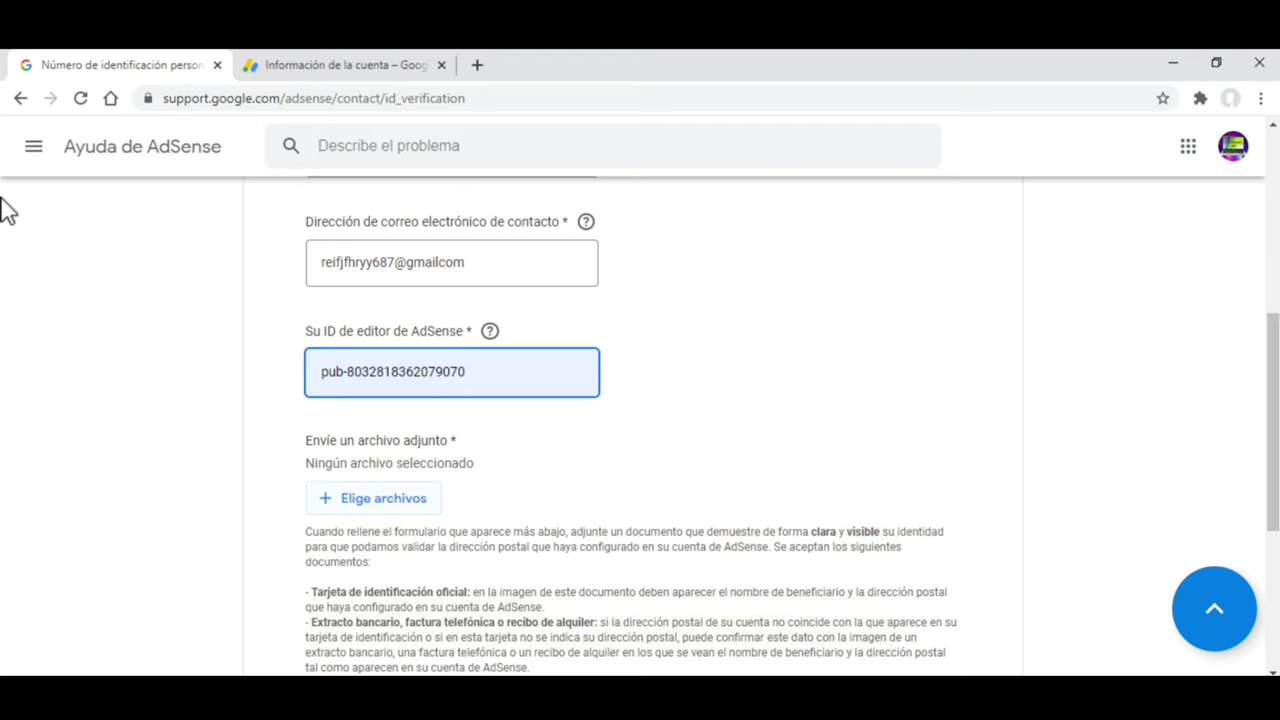 Número de identificación person
Información de la cuenta – Goog
support.google.com/adsense/contact/id_verification
Ayuda de AdSense
Describe el problema
Dirección de correo electrónico de contacto *
reifjfhryy687@gmailcom
Su ID de editor de AdSense *
pub-8032818362079070
Envíe un archivo adjunto *
Ningún archivo seleccionado
+ Elige archivos
Cuando rellene el formulario que aparece más abajo, adjunte un documento que demuestre de forma clara y visible su identidad
para que podamos validar la dirección postal que haya configurado en su cuenta de AdSense. Se aceptan los siguientes
documentos:
- Tarjeta de identificación oficial: en la imagen de este documento deben aparecer el nombre de beneficiario y la dirección postal
que haya configurado en su cuenta de AdSense.
- Extracto bancario, factura telefónica o recibo de alquiler: si la dirección postal de su cuenta no coincide con la que aparece en su
tarjeta de identificación o si en esta tarjeta no se indica su dirección postal, puede confirmar este dato con la imagen de un
extracto bancario, una factura telefónica o un recibo de alquiler en los que se vean el nombre de beneficiario y la dirección postal
tal como aparecen en su cuenta de AdSense.